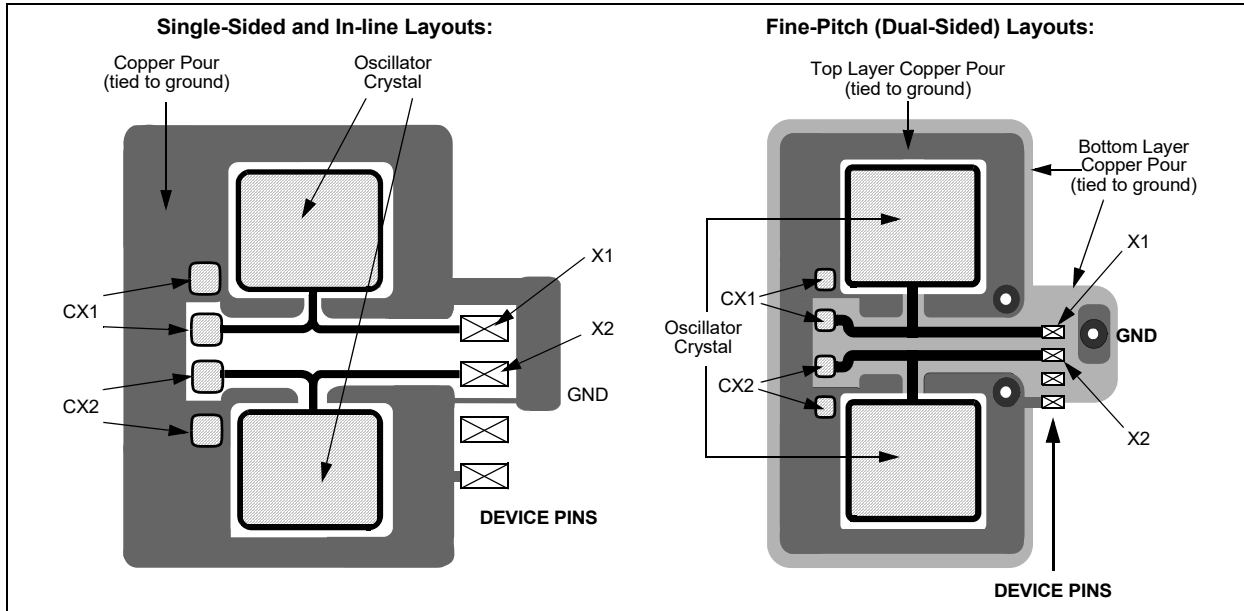 Single-Sided and In-line Layouts:
Copper Pour
(tied to ground)
Oscillator
Crystal
CX1
CX2
X1
X2
GND
DEVICE PINS
Fine-Pitch (Dual-Sided) Layouts:
Top Layer Copper Pour
(tied to ground)
Bottom Layer
Copper Pour
(tied to ground)
X1
CX1
Oscillator
Crystal
GND
CX2
X2
DEVICE PINS